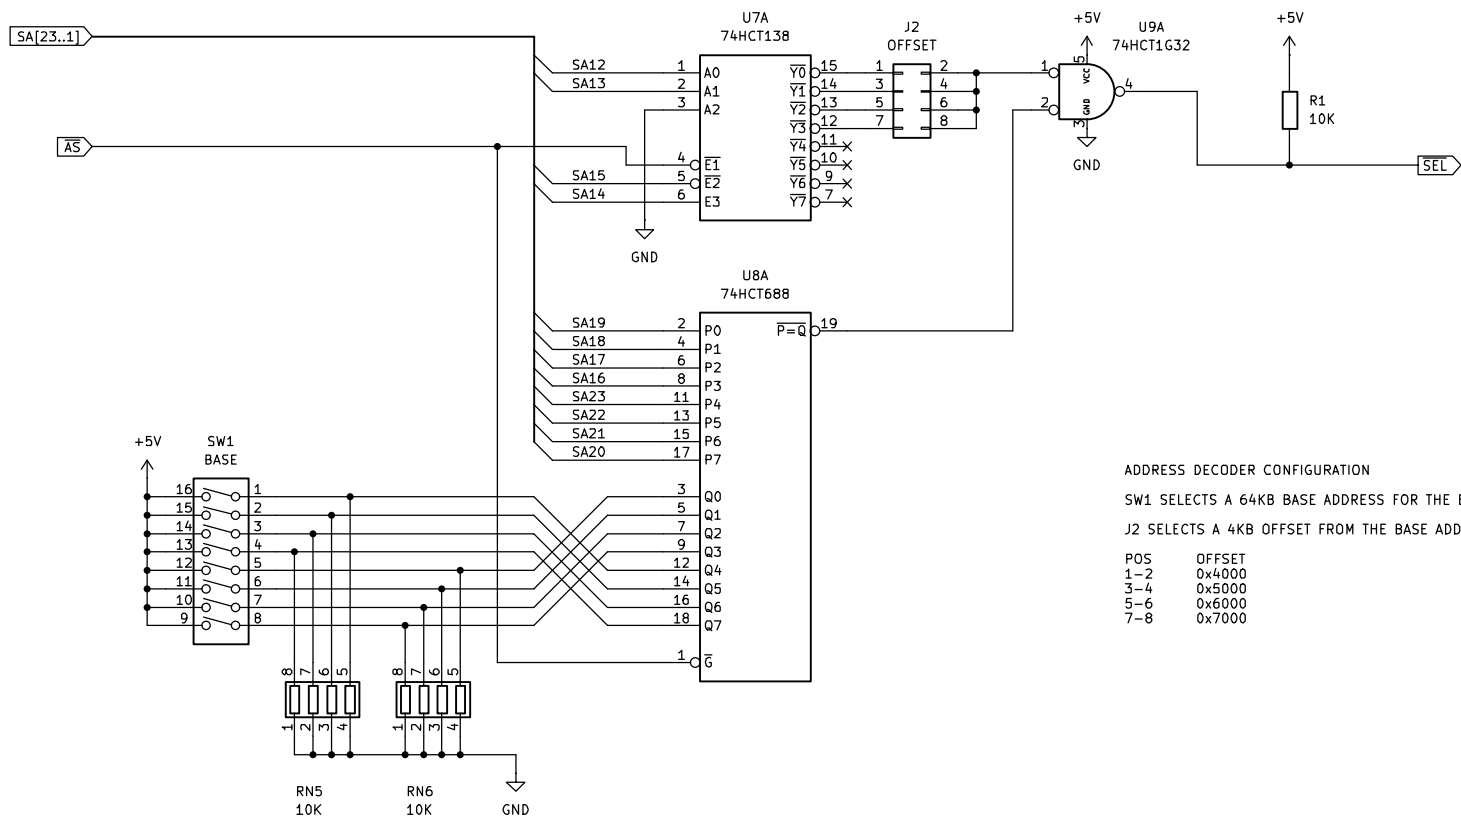 SA[23..1]
AS
U7A
74HCT138
SA12 1 A0 Y0 15
SA13 2 A1 Y1 14
3 A2 Y2 13
Y3 12
Y4 11
4 E1 Y5 10
SA15 5 E2 Y6 9
SA14 6 E3 Y7 7
GND
J2
OFFSET
1 2
3 4
5 6
7 8
+5V
U9A
74HCT1G32
1 2 4
5 VCC
3 GND
GND
+5V
R1
10K
SEL
U8A
74HCT688
SA19 2 P0 P=Q 19
SA18 4 P1
SA17 6 P2
SA16 8 P3
SA23 11 P4
SA22 13 P5
SA21 15 P6
SA20 17 P7
3 Q0
5 Q1
7 Q2
9 Q3
12 Q4
14 Q5
16 Q6
18 Q7
1 G
+5V
SW1
BASE
16 1
15 2
14 3
13 4
12 5
11 6
10 7
9 8
8 7 6 5
1 2 3 4
RN5
10K
8 7 6 5
1 2 3 4
RN6
10K
GND
ADDRESS DECODER CONFIGURATION
SW1 SELECTS A 64KB BASE ADDRESS FOR THE
J2 SELECTS A 4KB OFFSET FROM THE BASE ADD
POS OFFSET
1-2 0x4000
3-4 0x5000
5-6 0x6000
7-8 0x7000